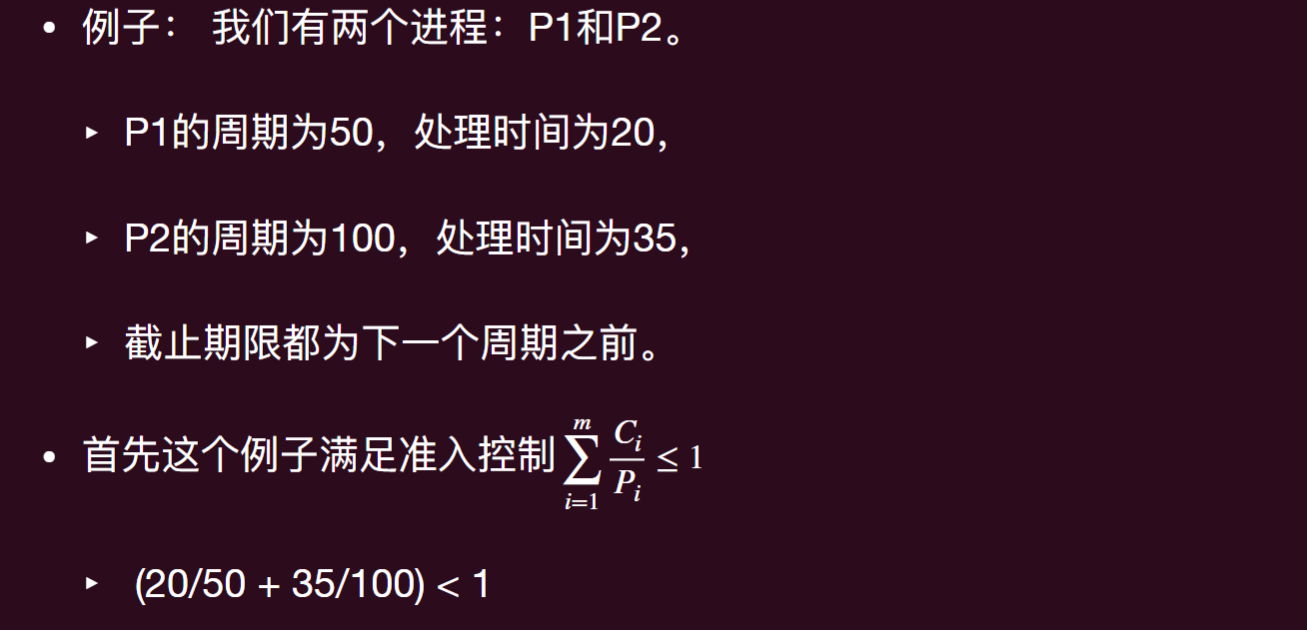 • 例子： 我们有两个进程：P1和P2。
‣ P1的周期为50，处理时间为20，
‣ P2的周期为100，处理时间为35，
‣ 截止期限都为下一个周期之前。
• 首先这个例子满足准入控制 $\sum_{i=1}^{m} \frac{C_i}{P_i} \leq 1$
‣ (20/50 + 35/100) < 1